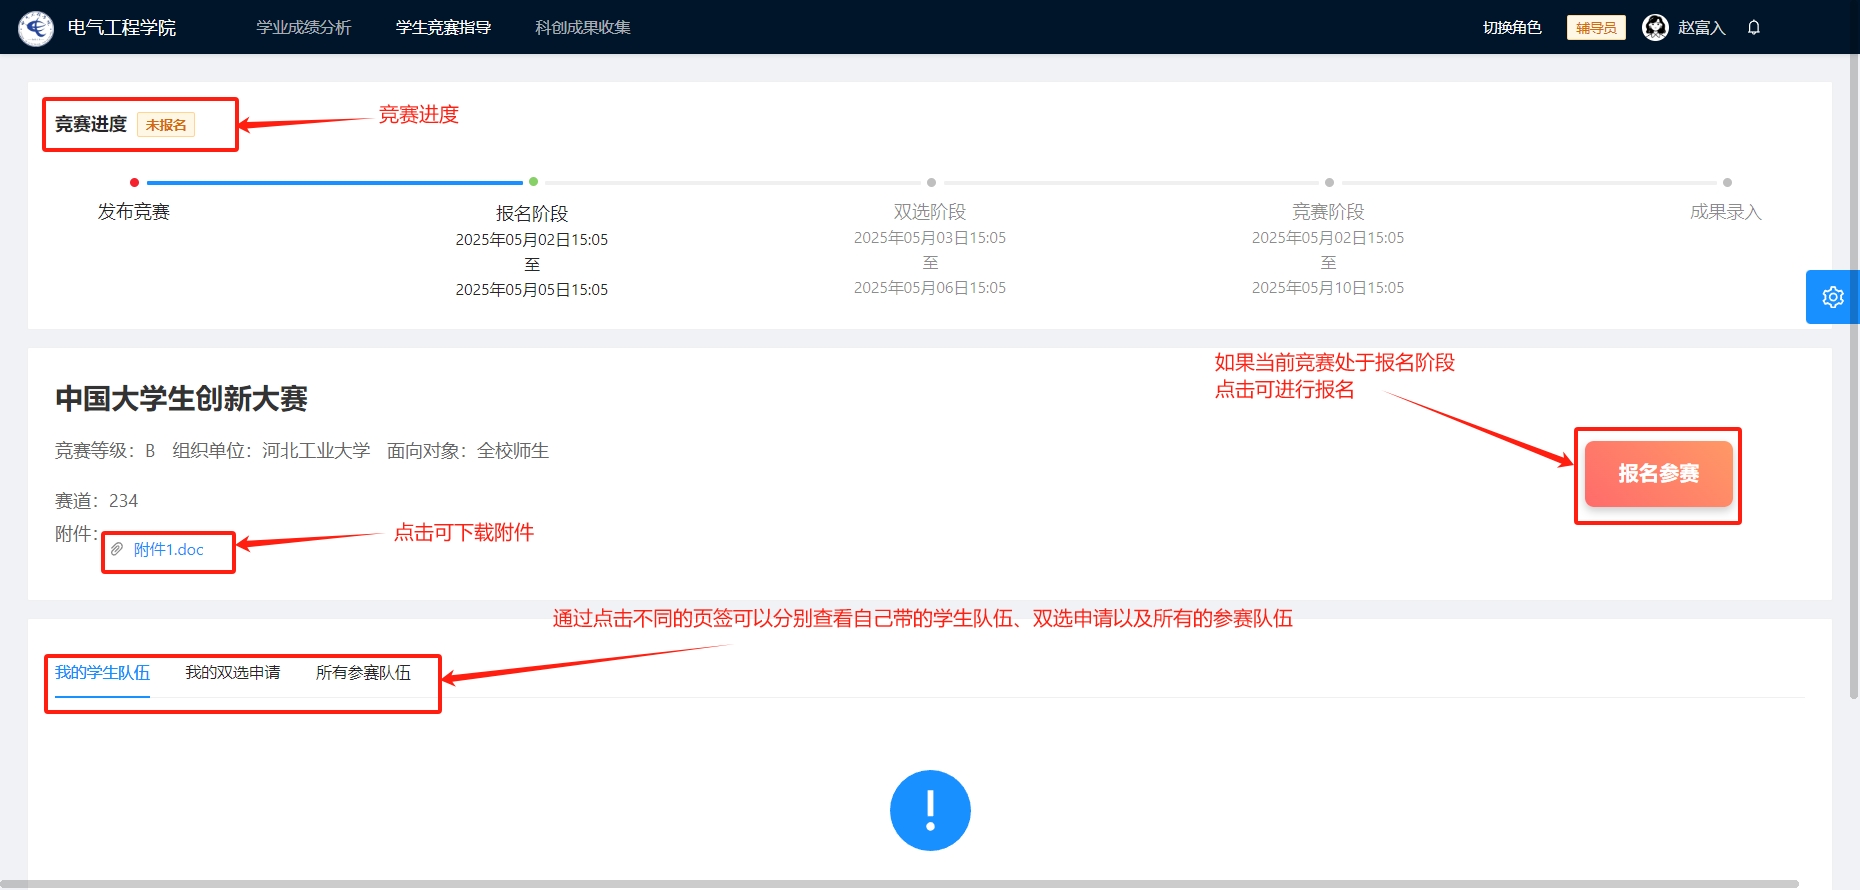 电气工程学院
学业成绩分析
学生竞赛指导
科创成果收集
切换角色
辅导员
赵富入
竞赛进度
未报名
竞赛进度
发布竞赛
报名阶段
2025年05月02日15:05
至
2025年05月05日15:05
双选阶段
2025年05月03日15:05
至
2025年05月06日15:05
竞赛阶段
2025年05月02日15:05
至
2025年05月10日15:05
成果录入
如果当前竞赛处于报名阶段
点击可进行报名
中国大学生创新大赛
竞赛等级：B 组织单位：河北工业大学 面向对象：全校师生
报名参赛
赛道：234
附件：
附件1.doc
点击可下载附件
通过点击不同的页签可以分别查看自己带的学生队伍、双选申请以及所有的参赛队伍
我的学生队伍
我的双选申请
所有参赛队伍